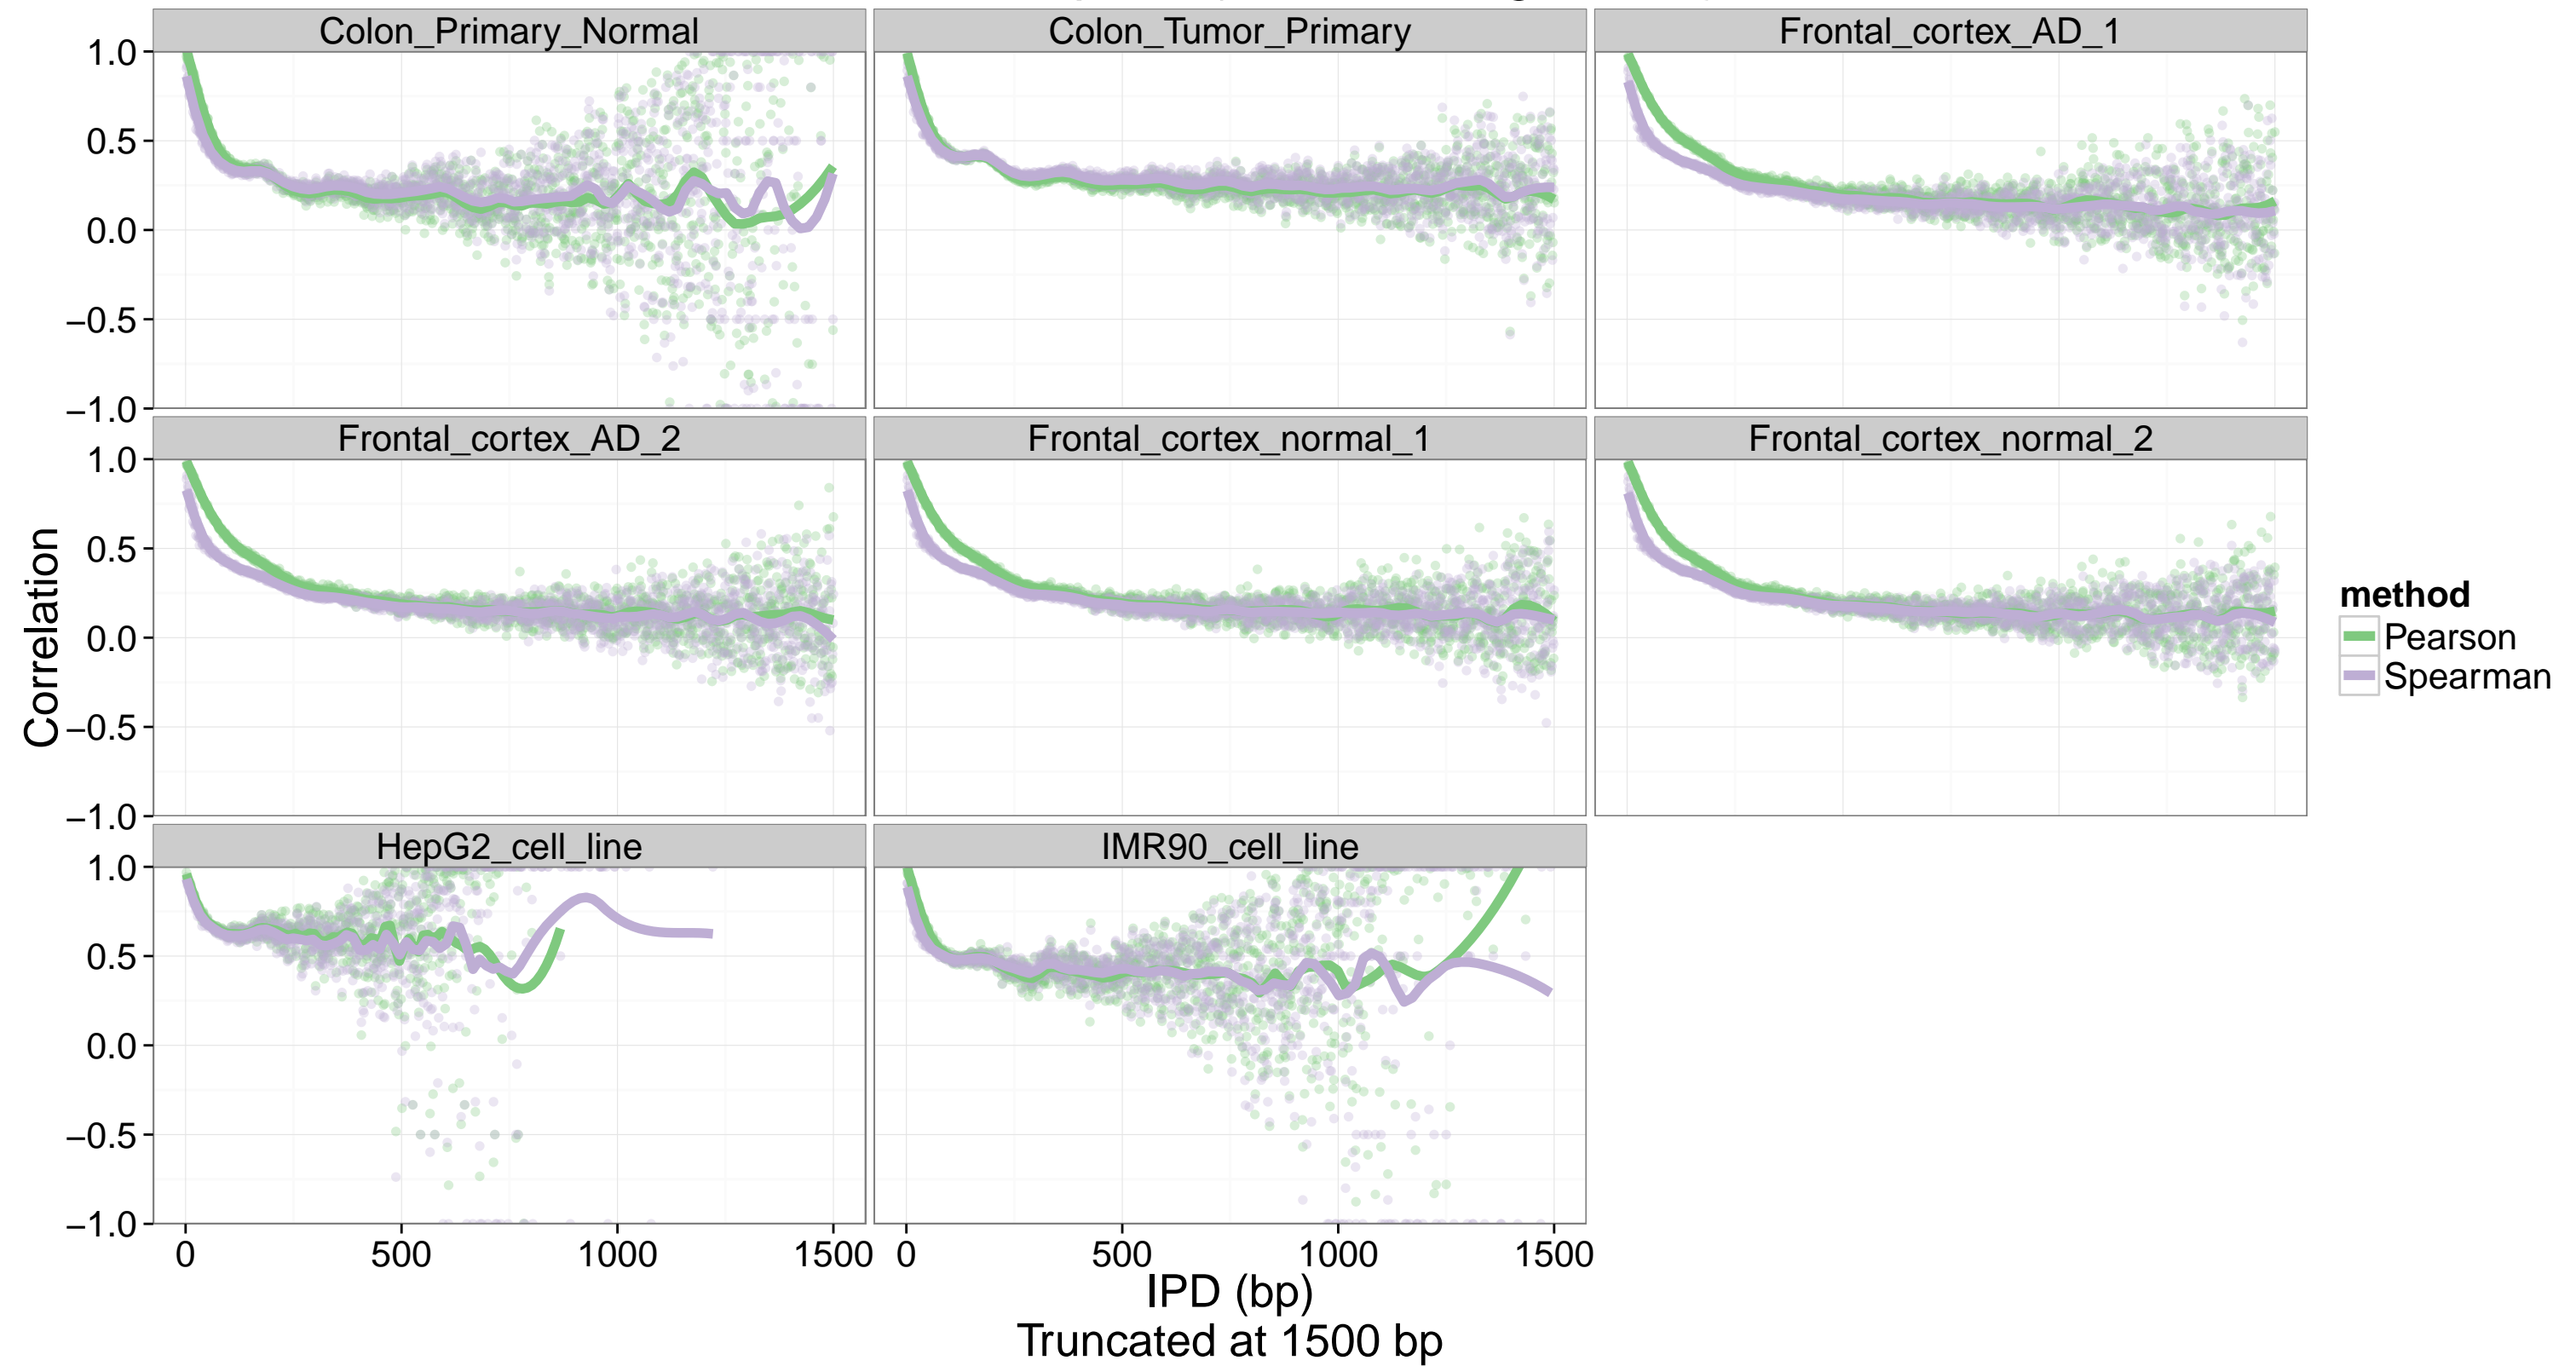 Colon_Primary_Normal
Colon_Tumor_Primary
Frontal_cortex_AD_1
1.0
0.5
0.0
−0.5
−1.0
Frontal_cortex_AD_2
Frontal_cortex_normal_1
Frontal_cortex_normal_2
1.0
0.5
0.0
−0.5
−1.0
Correlation
method
Pearson
Spearman
HepG2_cell_line
IMR90_cell_line
1.0
0.5
0.0
−0.5
−1.0
0 500 1000 1500 0 500 1000 1500
IPD (bp)
Truncated at 1500 bp